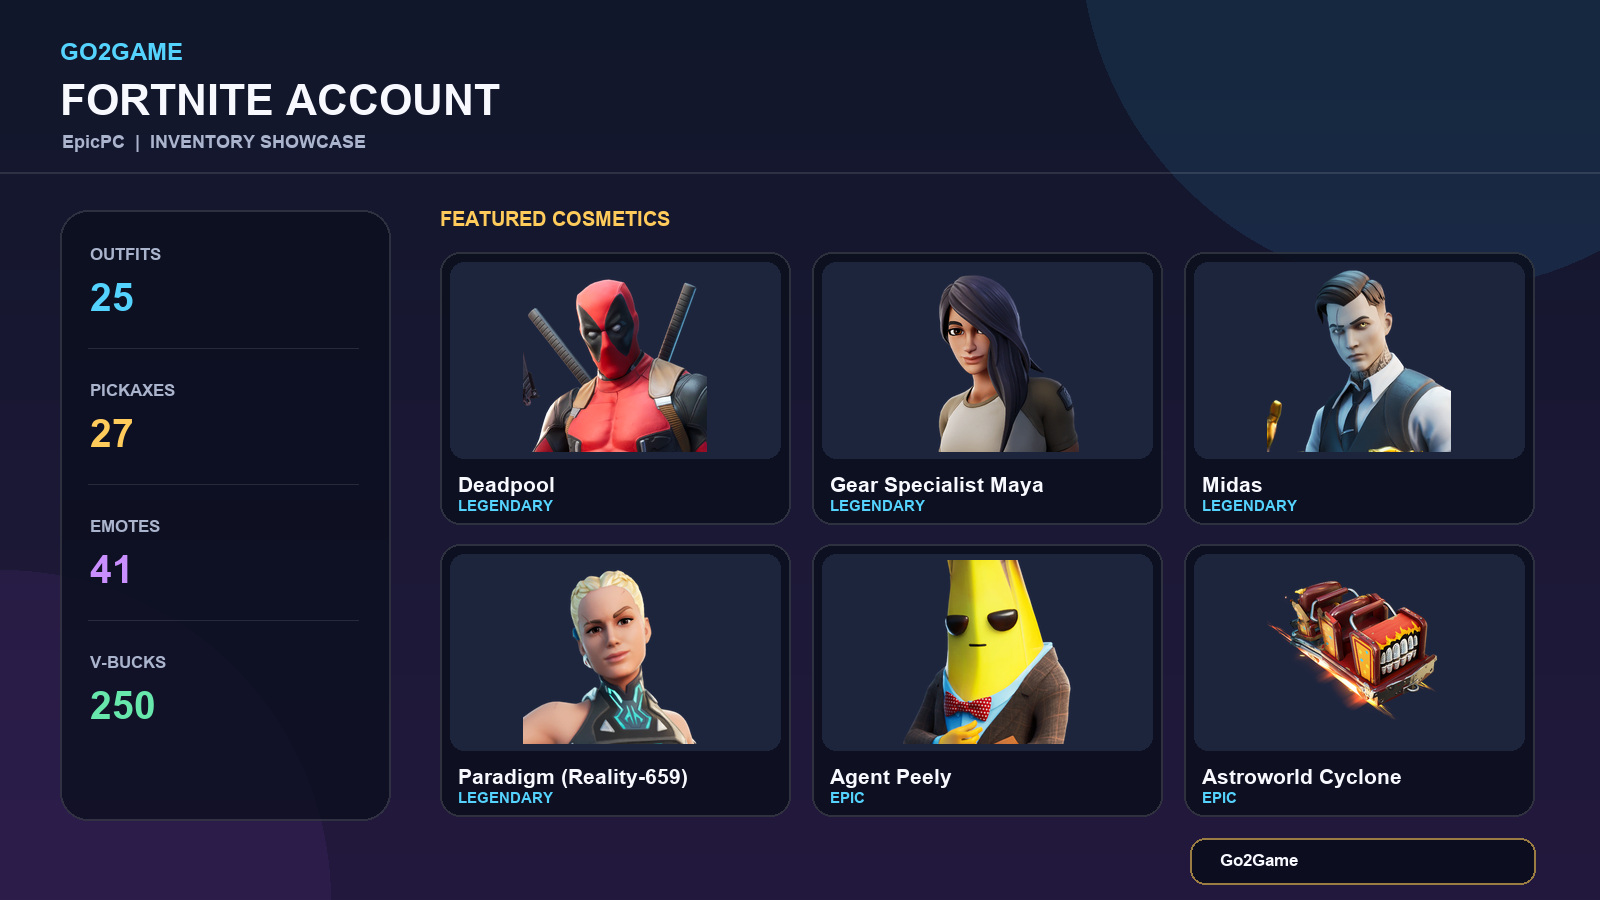 GO2GAME
FORTNITE ACCOUNT
EpicPC | INVENTORY SHOWCASE
OUTFITS
25
PICKAXES
27
EMOTES
41
V-BUCKS
250
FEATURED COSMETICS
Deadpool
LEGENDARY
Gear Specialist Maya
LEGENDARY
Midas
LEGENDARY
Paradigm (Reality-659)
LEGENDARY
Agent Peely
EPIC
Astroworld Cyclone
EPIC
Go2Game